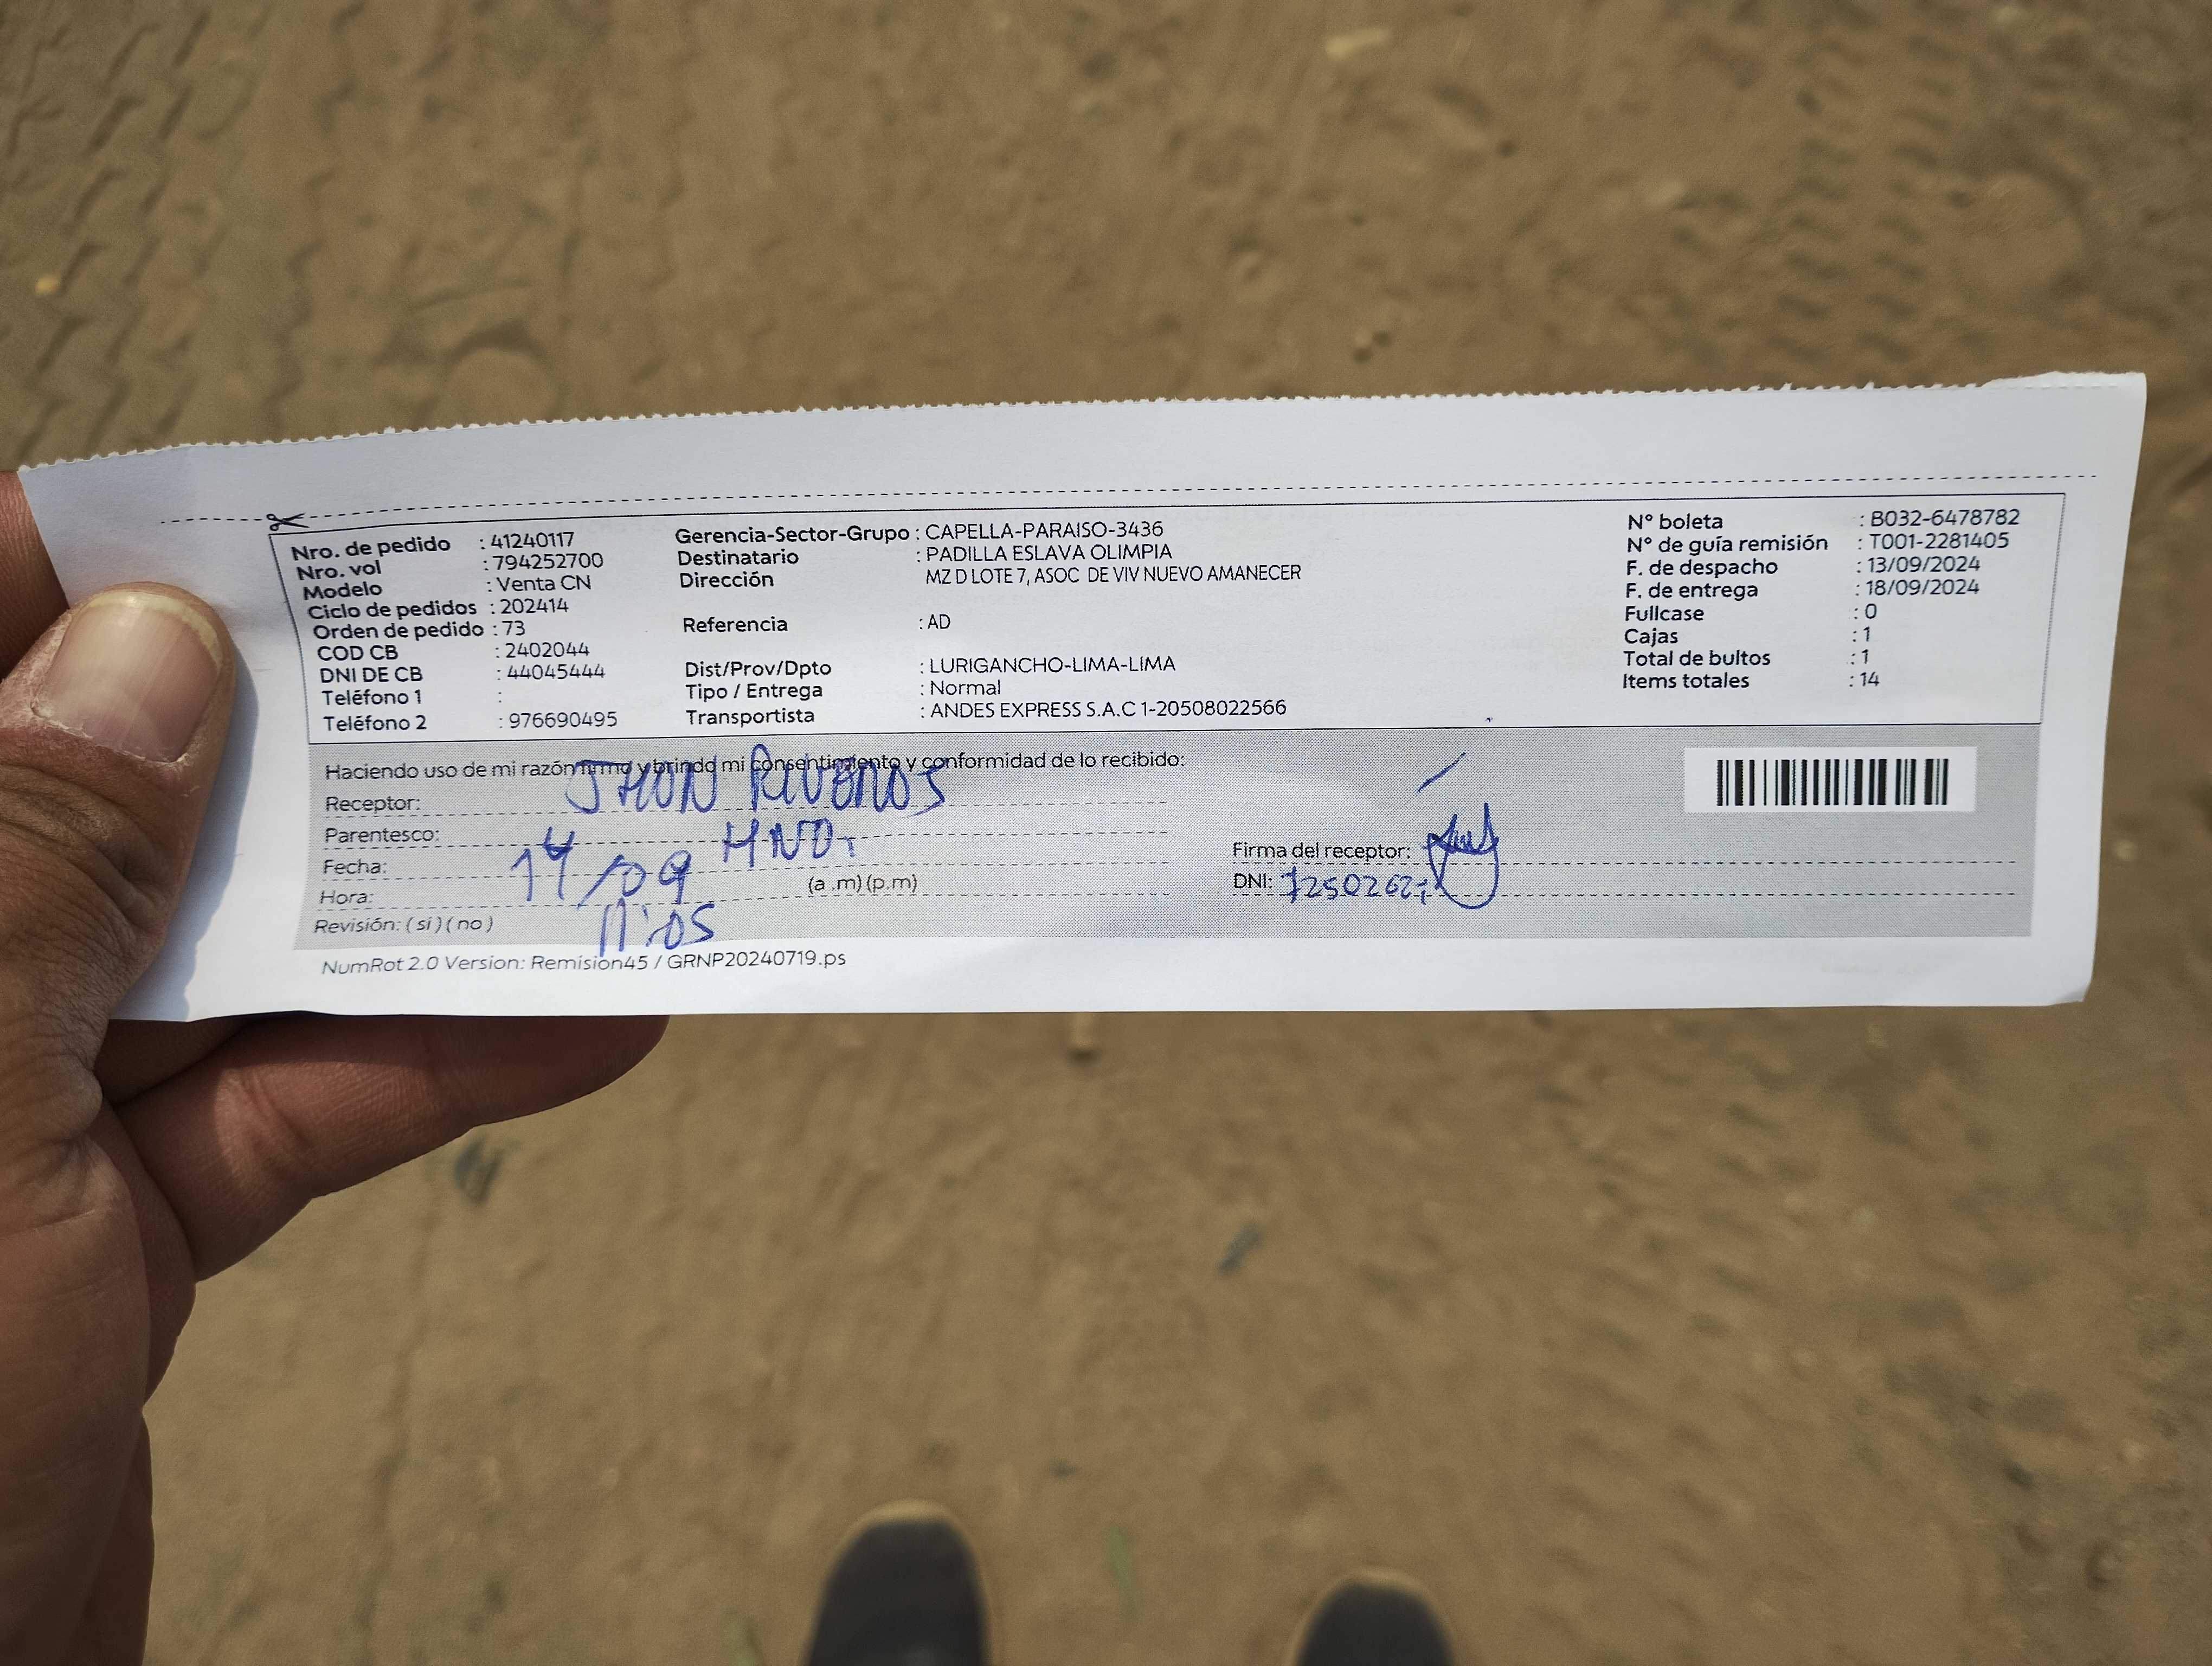 Nro. de pedido : 41240117
Nro. vol : 794252700
Modelo : Venta CN
Ciclo de pedidos : 202414
Orden de pedido : 73
COD CB : 2402044
DNI DE CB : 44045444
Teléfono 1 :
Teléfono 2 : 976690495
Gerencia-Sector-Grupo : CAPELLA-PARAISO-3436
Destinatario : PADILLA ESLAVA OLIMPIA
Dirección MZ D LOTE 7, ASOC DE VIV NUEVO AMANECER
Referencia : AD
Dist/Prov/Dpto : LURIGANCHO-LIMA-LIMA
Tipo / Entrega : Normal
Transportista : ANDES EXPRESS S.A.C 1-20508022566
N° boleta : B032-6478782
N° de guía remisión : T001-2281405
F. de despacho : 13/09/2024
F. de entrega : 18/09/2024
Fullcase : 0
Cajas : 1
Total de bultos : 1
Items totales : 14
Haciendo uso de mi razón firmo y brindo mi consentimiento y conformidad de lo recibido:
Receptor: JHON RIVEROS
Parentesco: HNO.
Fecha: 14/09
Hora: 11:05 (a .m) (p.m)
Revisión: ( si ) ( no )
Firma del receptor:
DNI:
NumRot 2.0 Version: Remision45 / GRNP20240719.ps